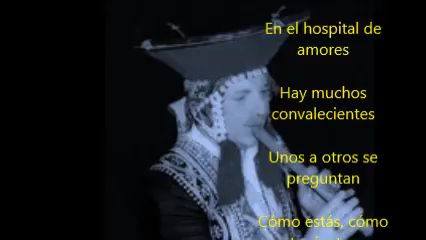 En el hospital de
amores
Hay muchos
convalecientes
Unos a otros se
preguntan
Cómo estás, cómo